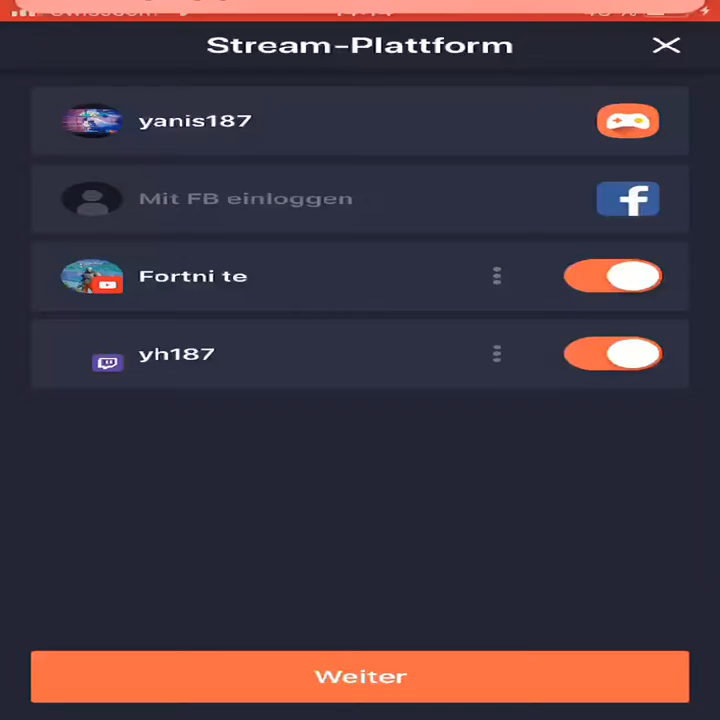 Stream-Plattform
yanis187
Mit FB einloggen
Fortni te
yh187
Weiter